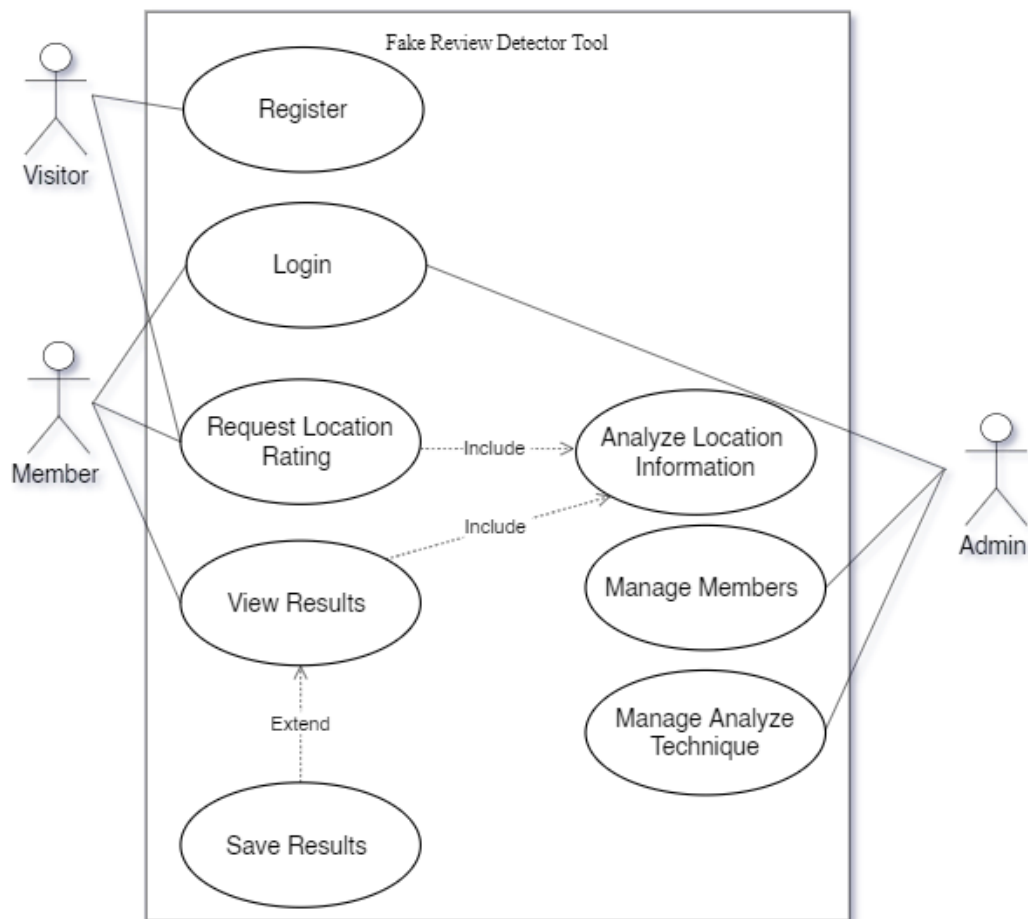 Fake Review Detector Tool
Register
Visitor
Login
Request Location
Rating
Include
Analyze Location
Information
Member
Include
Admin
View Results
Manage Members
Extend
Manage Analyze
Technique
Save Results